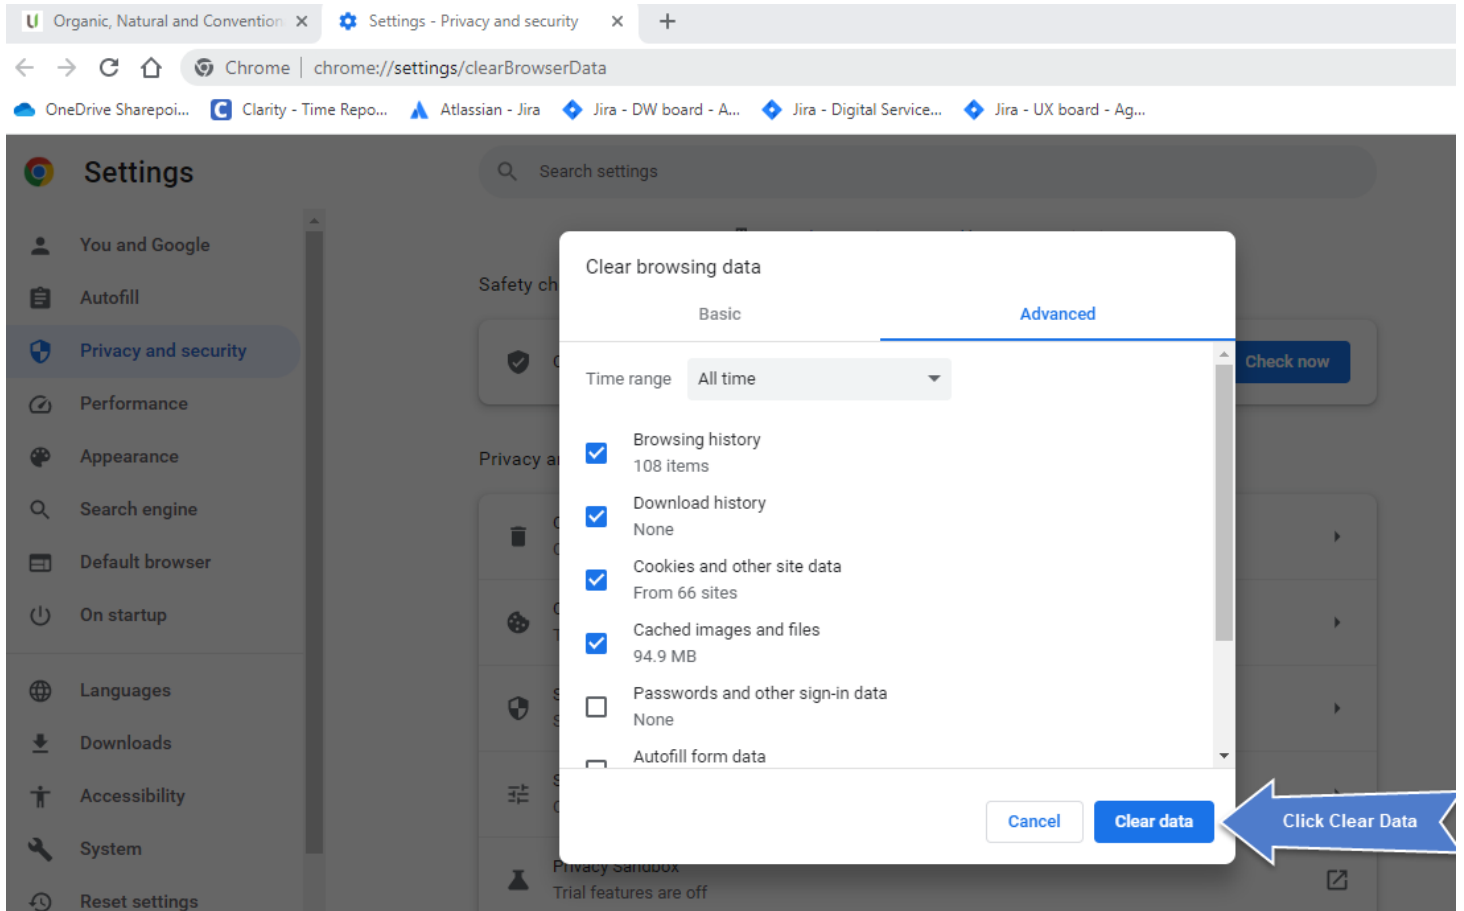 Organic, Natural and Convention
Settings - Privacy and security
Chrome | chrome://settings/clearBrowserData
OneDrive Sharepoi...
Clarity - Time Repo...
Atlassian - Jira
Jira - DW board - A...
Jira - Digital Service...
Jira - UX board - Ag...
Settings
Search settings
You and Google
Autofill
Privacy and security
Performance
Appearance
Search engine
Default browser
On startup
Languages
Downloads
Accessibility
System
Reset settings
Safety ch
Check now
Privacy a
Clear browsing data
Basic
Advanced
Time range
All time
Browsing history
108 items
Download history
None
Cookies and other site data
From 66 sites
Cached images and files
94.9 MB
Passwords and other sign-in data
None
Autofill form data
Cancel
Clear data
Click Clear Data
Privacy Sandbox
Trial features are off